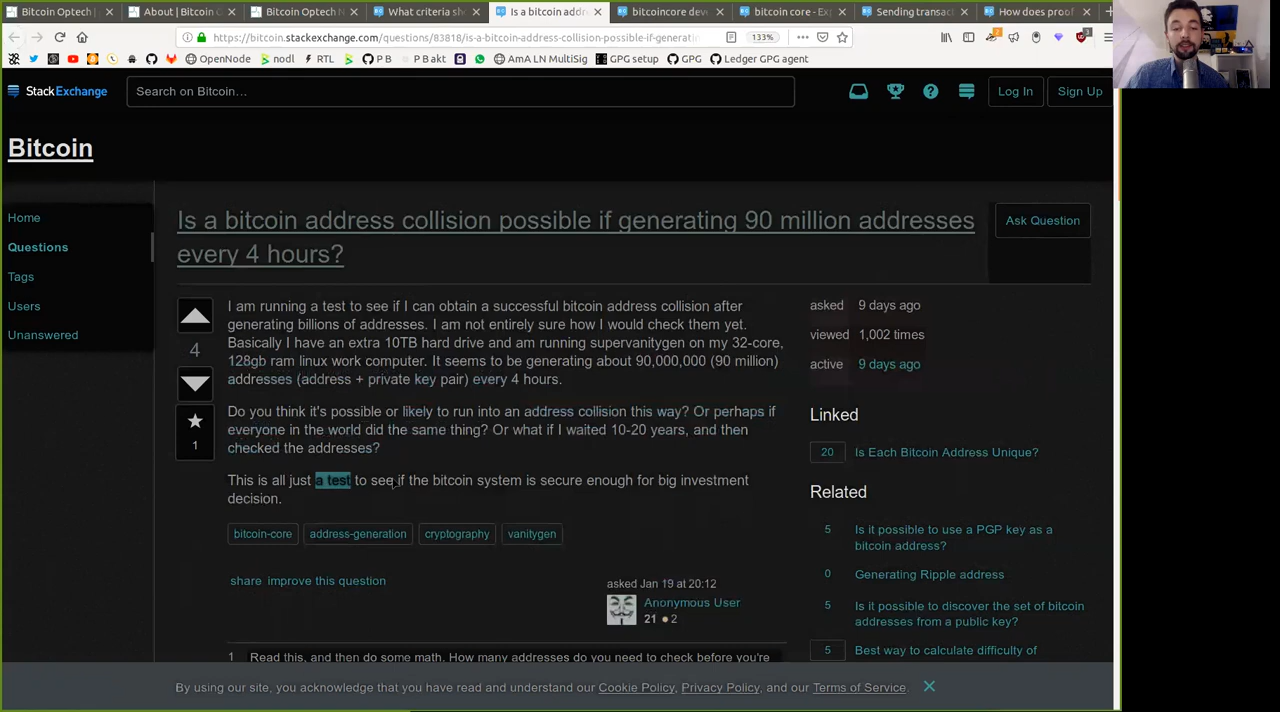 Bitcoin Optech
About | Bitcoin
Bitcoin Optech N
What criteria sh
Is a bitcoin addr
bitcoincore dev
bitcoin core - Ex
Sending transac
How does proof
https://bitcoin.stackexchange.com/questions/83818/is-a-bitcoin-address-collision-possible-if-generatin
133%
OpenNode
nodl
RTL
P B
P B akt
AmA LN MultiSig
GPG setup
GPG
Ledger GPG agent
StackExchange
Search on Bitcoin…
Log In
Sign Up
Bitcoin
Home
Questions
Tags
Users
Unanswered
Is a bitcoin address collision possible if generating 90 million addresses
every 4 hours?
Ask Question
4
1
I am running a test to see if I can obtain a successful bitcoin address collision after
generating billions of addresses. I am not entirely sure how I would check them yet.
Basically I have an extra 10TB hard drive and am running supervanitygen on my 32-core,
128gb ram linux work computer. It seems to be generating about 90,000,000 (90 million)
addresses (address + private key pair) every 4 hours.
Do you think it's possible or likely to run into an address collision this way? Or perhaps if
everyone in the world did the same thing? Or what if I waited 10-20 years, and then
checked the addresses?
This is all just a test to see if the bitcoin system is secure enough for big investment
decision.
bitcoin-core
address-generation
cryptography
vanitygen
share improve this question
asked Jan 19 at 20:12
Anonymous User
21 2
1 Read this, and then do some math. How many addresses do you need to check before you're
asked 9 days ago
viewed 1,002 times
active 9 days ago
Linked
20 Is Each Bitcoin Address Unique?
Related
5 Is it possible to use a PGP key as a
bitcoin address?
0 Generating Ripple address
5 Is it possible to discover the set of bitcoin
addresses from a public key?
5 Best way to calculate difficulty of
By using our site, you acknowledge that you have read and understand our Cookie Policy, Privacy Policy, and our Terms of Service.